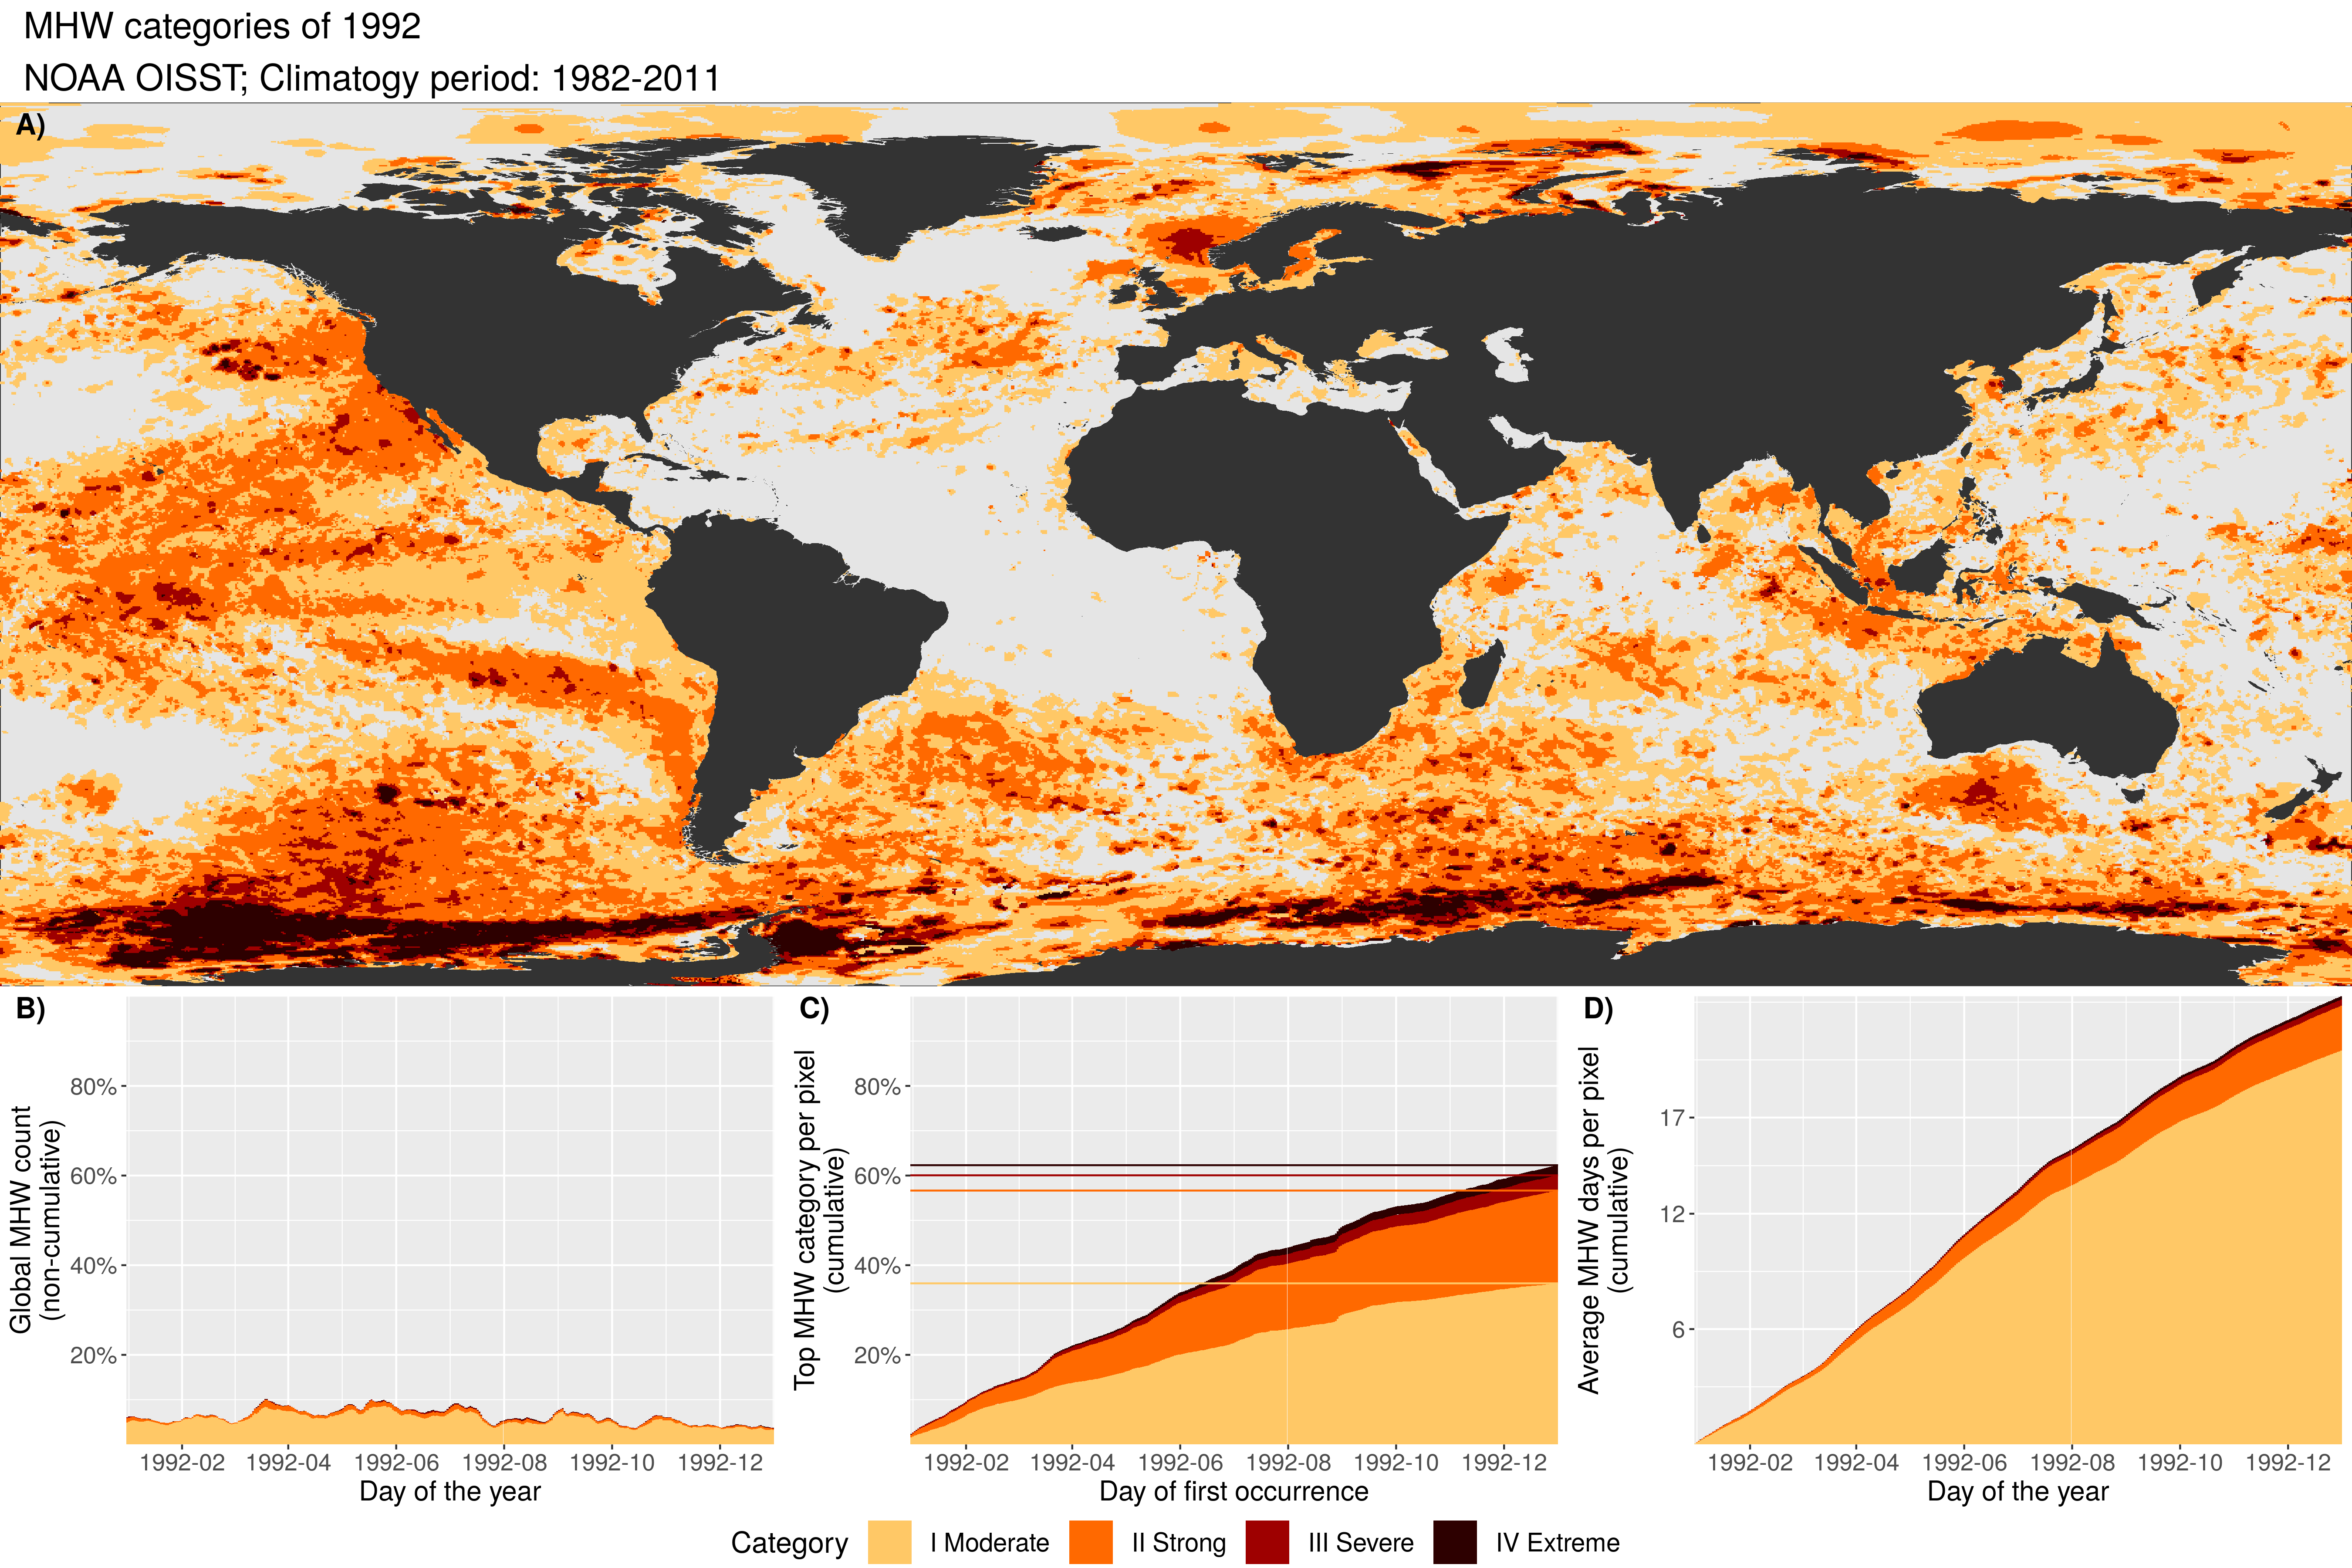 MHW categories of 1992
NOAA OISST; Climatogy period: 1982-2011
A)
B)
Global MHW count
(non-cumulative)
80%
60%
40%
20%
1992-02 1992-04 1992-06 1992-08 1992-10 1992-12
Day of the year
C)
Top MHW category per pixel
(cumulative)
80%
60%
40%
20%
1992-02 1992-04 1992-06 1992-08 1992-10 1992-12
Day of first occurrence
D)
Average MHW days per pixel
(cumulative)
17
12
6
1992-02 1992-04 1992-06 1992-08 1992-10 1992-12
Day of the year
Category I Moderate II Strong III Severe IV Extreme